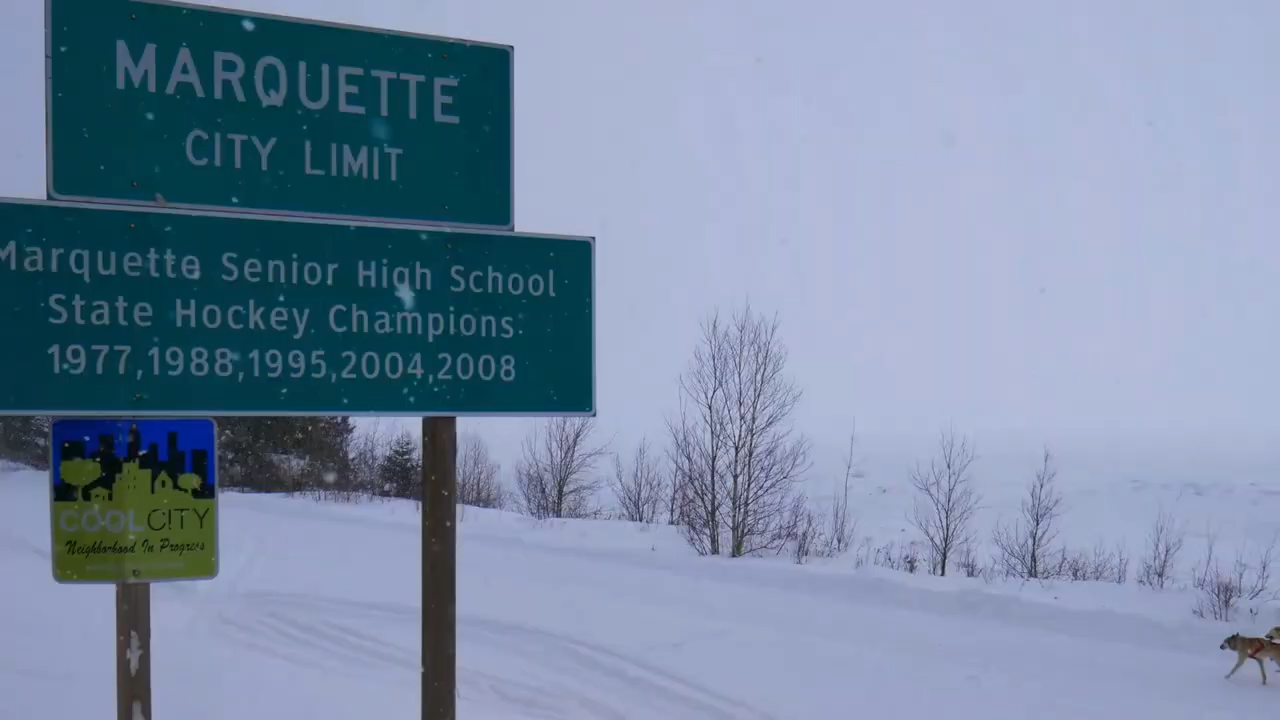 MARQUETTE
CITY LIMIT
Marquette Senior High School
State Hockey Champions
1977,1988,1995,2004,2008
COOL CITY
Neighborhood In Progress